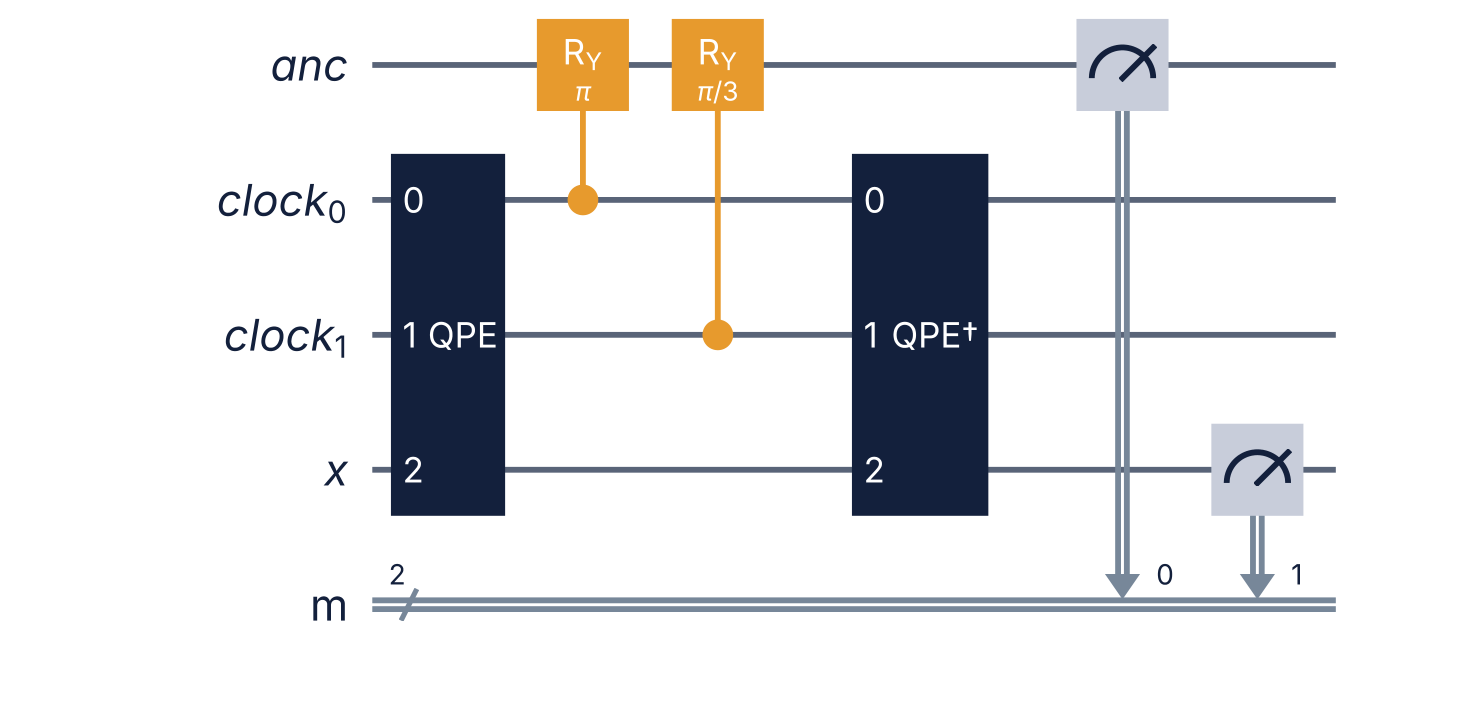 anc R_Y π R_Y π/3
clock_0 0 0
clock_1 1 QPE 1 QPE†
x 2 2
2 0 1
m